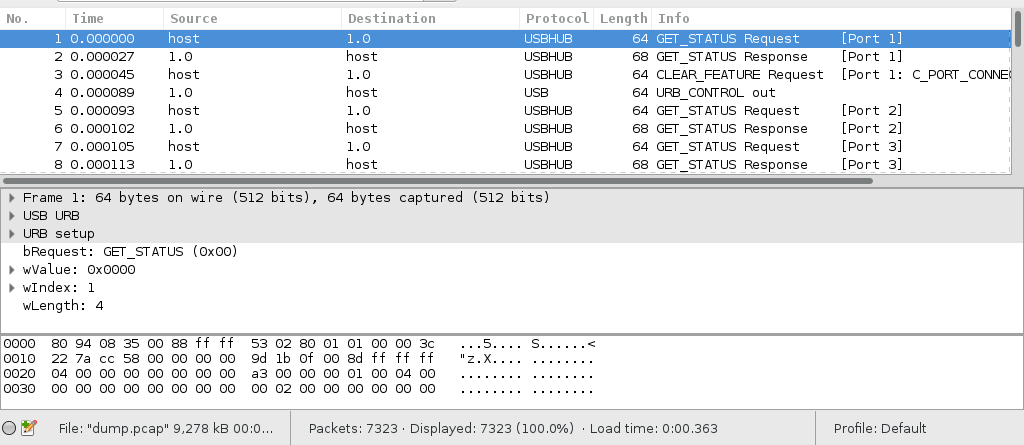 No. Time Source Destination Protocol Length Info
1 0.000000 host 1.0 USBHUB 64 GET_STATUS Request [Port 1]
2 0.000027 1.0 host USBHUB 68 GET_STATUS Response [Port 1]
3 0.000045 host 1.0 USBHUB 64 CLEAR_FEATURE Request [Port 1: C_PORT_CONNE
4 0.000089 1.0 host USB 64 URB_CONTROL out
5 0.000093 host 1.0 USBHUB 64 GET_STATUS Request [Port 2]
6 0.000102 1.0 host USBHUB 68 GET_STATUS Response [Port 2]
7 0.000105 host 1.0 USBHUB 64 GET_STATUS Request [Port 3]
8 0.000113 1.0 host USBHUB 68 GET_STATUS Response [Port 3]
Frame 1: 64 bytes on wire (512 bits), 64 bytes captured (512 bits)
USB URB
URB setup
bRequest: GET_STATUS (0x00)
wValue: 0x0000
wIndex: 1
wLength: 4
0000 80 94 08 35 00 88 ff ff 53 02 80 01 01 00 00 3c ...5.... S......<
0010 22 7a cc 58 00 00 00 00 9d 1b 0f 00 8d ff ff ff "z.X.... ........
0020 04 00 00 00 00 00 00 00 a3 00 00 00 01 00 04 00 ........ ........
0030 00 00 00 00 00 00 00 00 00 02 00 00 00 00 00 00 ........ ........
File: "dump.pcap" 9,278 kB 00:0... Packets: 7323 · Displayed: 7323 (100.0%) · Load time: 0:00.363 Profile: Default